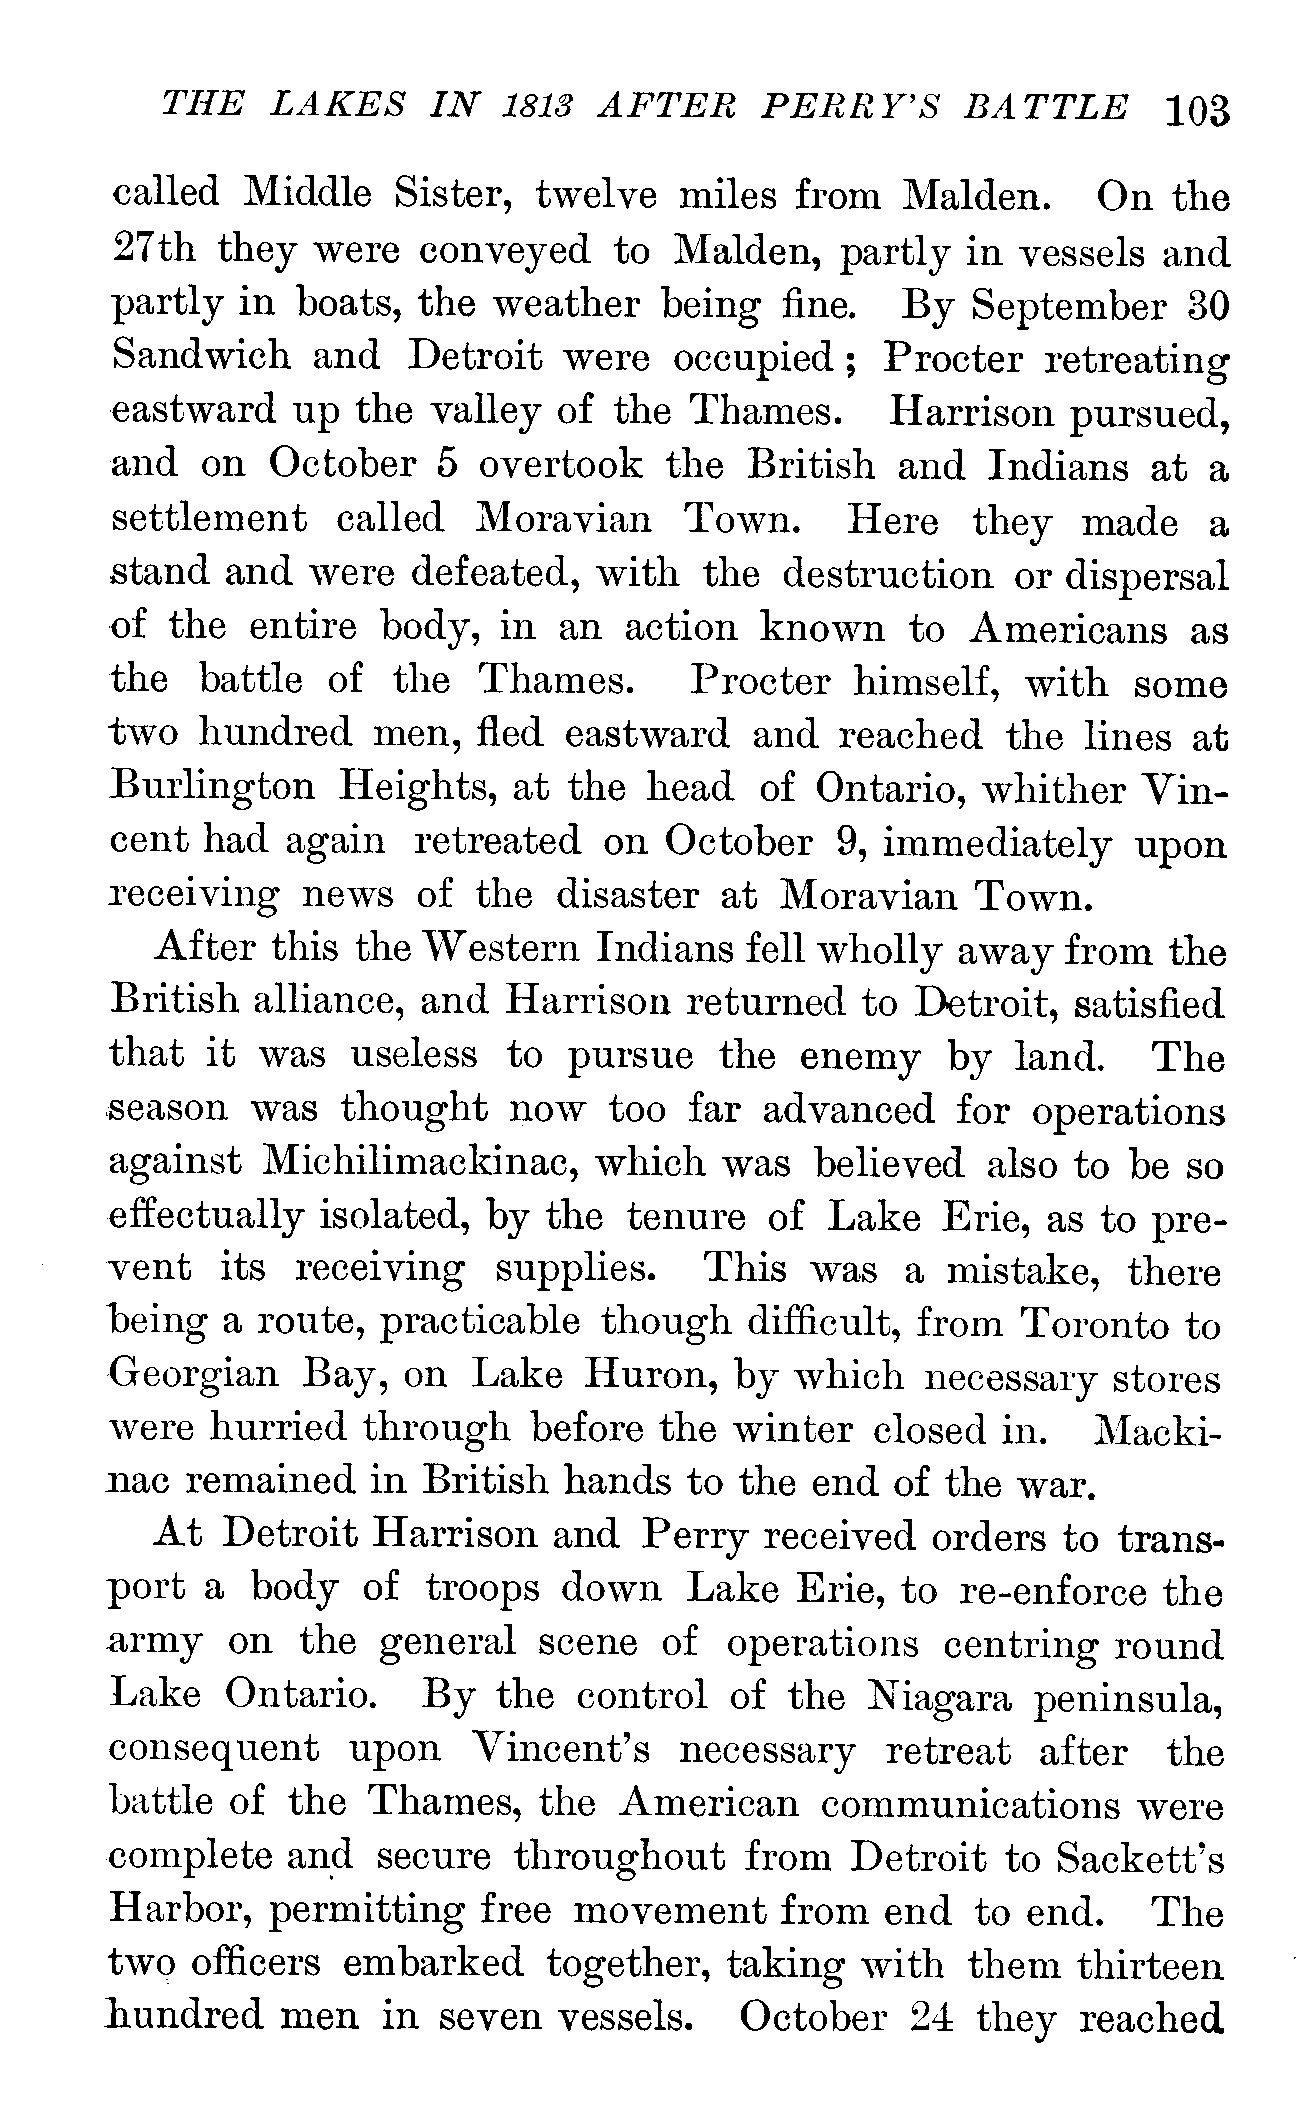 THE LAKES IN 1813 AFTER PERRY'S BATTLE 103
called Middle Sister, twelve miles from Malden. On the
27th they were conveyed to Malden, partly in vessels and
partly in boats, the weather being fine. By September 30
Sandwich and Detroit were occupied; Procter retreating
eastward up the valley of the Thames. Harrison pursued,
and on October 5 overtook the British and Indians at a
settlement called Moravian Town. Here they made a
stand and were defeated, with the destruction or dispersal
of the entire body, in an action known to Americans as
the battle of the Thames. Procter himself, with some
two hundred men, fled eastward and reached the lines at
Burlington Heights, at the head of Ontario, whither Vin-
cent had again retreated on October 9, immediately upon
receiving news of the disaster at Moravian Town.
After this the Western Indians fell wholly away from the
British alliance, and Harrison returned to Detroit, satisfied
that it was useless to pursue the enemy by land. The
season was thought now too far advanced for operations
against Michilimackinac, which was believed also to be so
effectually isolated, by the tenure of Lake Erie, as to pre-
vent its receiving supplies. This was a mistake, there
being a route, practicable though difficult, from Toronto to
Georgian Bay, on Lake Huron, by which necessary stores
were hurried through before the winter closed in. Macki-
nac remained in British hands to the end of the war.
At Detroit Harrison and Perry received orders to trans-
port a body of troops down Lake Erie, to re-enforce the
army on the general scene of operations centring round
Lake Ontario. By the control of the Niagara peninsula,
consequent upon Vincent's necessary retreat after the
battle of the Thames, the American communications were
complete and secure throughout from Detroit to Sackett's
Harbor, permitting free movement from end to end. The
two officers embarked together, taking with them thirteen
hundred men in seven vessels. October 24 they reached